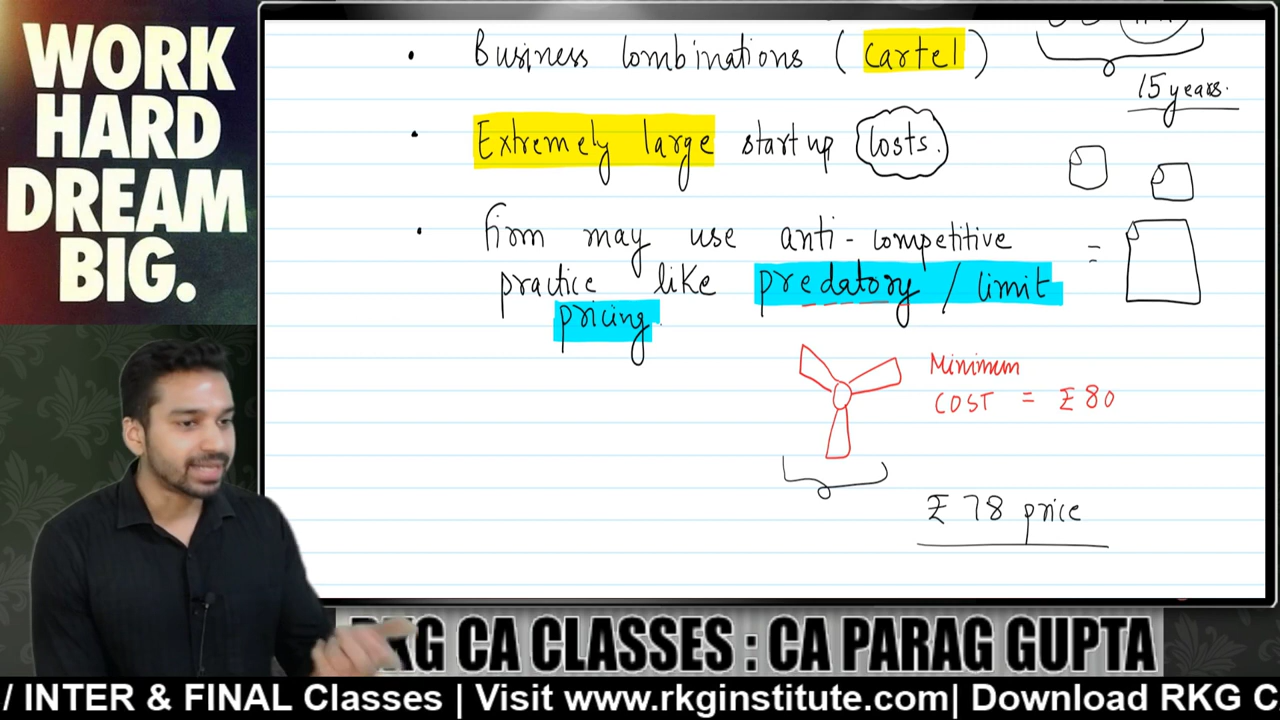 WORK
HARD
DREAM
BIG.
• Business Combinations ( cartel )
15 years.
• Extremely large startup Costs.
• Firm may use anti-competitive
practice like predatory / limit
pricing.
Minimum
COST = ₹ 80
₹ 78 price
RKG CA CLASSES : CA PARAG GUPTA
/ INTER & FINAL Classes | Visit www.rkginstitute.com| Download RKG C